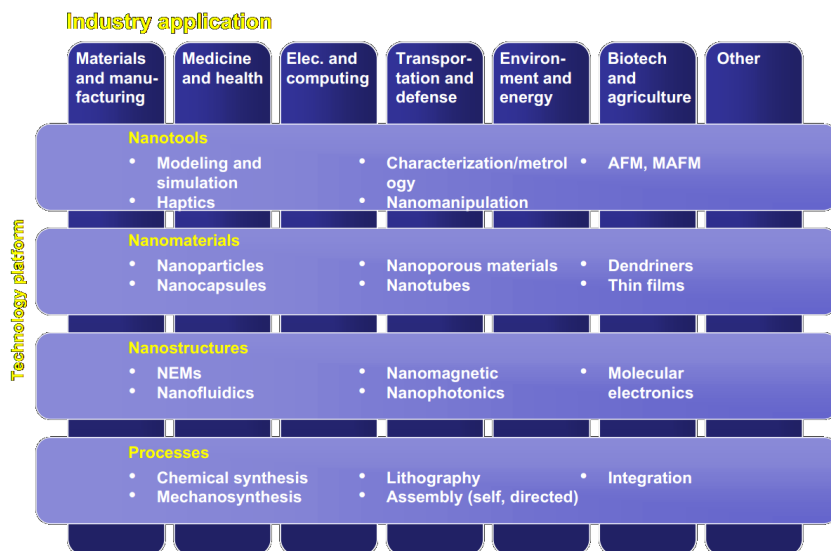 Industry application
Materials
and manu-
facturing
Medicine
and health
Elec. and
computing
Transpor-
tation and
defense
Environ-
ment and
energy
Biotech
and
agriculture
Other
Technology platform
Nanotools
• Modeling and
simulation
• Haptics
• Characterization/metrol
ogy
• Nanomanipulation
• AFM, MAFM
Nanomaterials
• Nanoparticles
• Nanocapsules
• Nanoporous materials
• Nanotubes
• Dendriners
• Thin films
Nanostructures
• NEMs
• Nanofluidics
• Nanomagnetic
• Nanophotonics
• Molecular
electronics
Processes
• Chemical synthesis
• Mechanosynthesis
• Lithography
• Assembly (self, directed)
• Integration